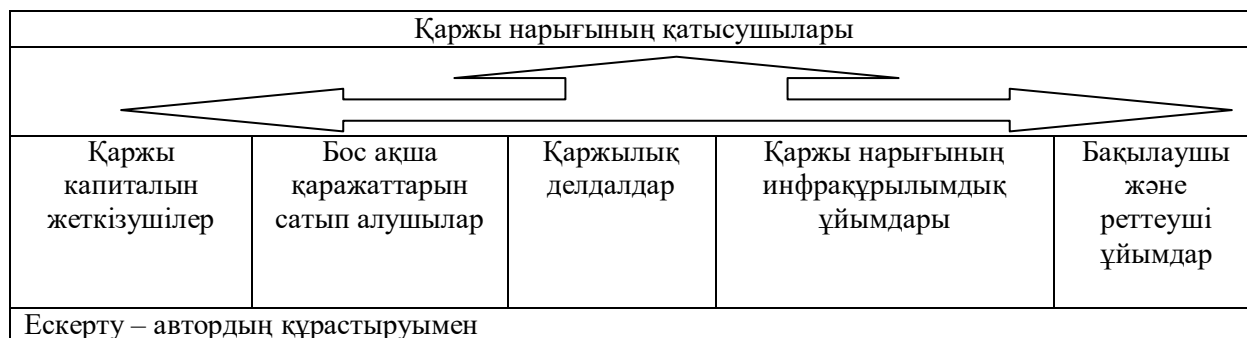 Қаржы нарығының қатысушылары
Қаржы
капиталын
жеткізушілер
Бос ақша
қаражаттарын
сатып алушылар
Қаржылық
делдалдар
Қаржы нарығының
инфрақұрылымдық
ұйымдары
Бақылаушы
және
реттеуші
ұйымдар
Ескерту – автордың құрастыруымен